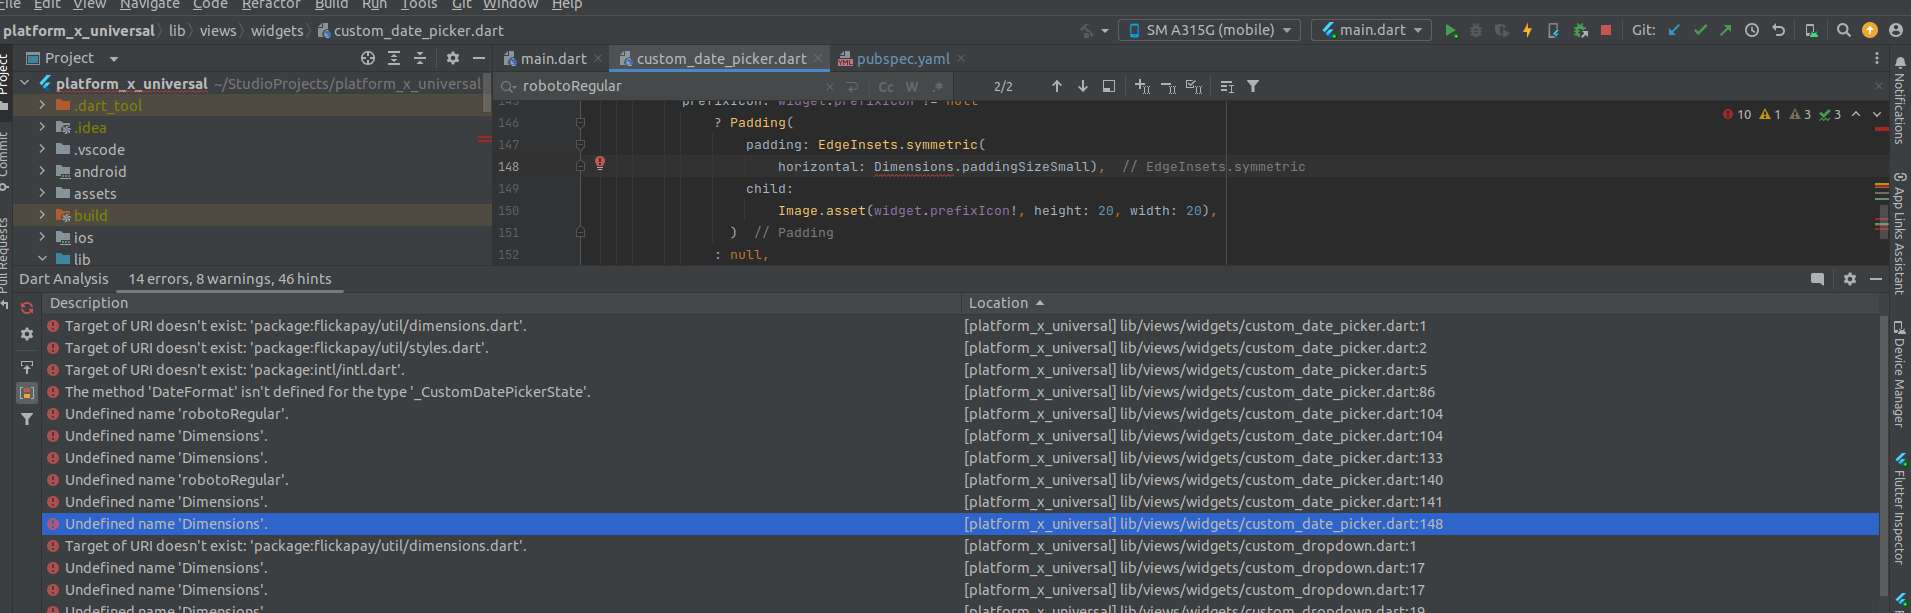 File Edit View Navigate Code Refactor Build Run Tools Git Window Help
platform_x_universal lib views widgets custom_date_picker.dart SM A315G (mobile) main.dart Git:
Project main.dart custom_date_picker.dart pubspec.yaml
platform_x_universal ~/StudioProjects/platform_x_universal robotoRegular Cc W .* 2/2
.dart_tool
.idea
.vscode
android
assets
build
ios
lib
145 prefixIcon: widget.prefixIcon != null
146 ? Padding(
147 padding: EdgeInsets.symmetric(
148 horizontal: Dimensions.paddingSizeSmall), // EdgeInsets.symmetric
149 child:
150 Image.asset(widget.prefixIcon!, height: 20, width: 20),
151 ) // Padding
152 : null,
10 1 3 3
Project
Commit
Pull Requests
Notifications
App Links Assistant
Device Manager
Flutter Inspector
Dart Analysis 14 errors, 8 warnings, 46 hints
Description Location
Target of URI doesn't exist: 'package:flickapay/util/dimensions.dart'. [platform_x_universal] lib/views/widgets/custom_date_picker.dart:1
Target of URI doesn't exist: 'package:flickapay/util/styles.dart'. [platform_x_universal] lib/views/widgets/custom_date_picker.dart:2
Target of URI doesn't exist: 'package:intl/intl.dart'. [platform_x_universal] lib/views/widgets/custom_date_picker.dart:5
The method 'DateFormat' isn't defined for the type '_CustomDatePickerState'. [platform_x_universal] lib/views/widgets/custom_date_picker.dart:86
Undefined name 'robotoRegular'. [platform_x_universal] lib/views/widgets/custom_date_picker.dart:104
Undefined name 'Dimensions'. [platform_x_universal] lib/views/widgets/custom_date_picker.dart:104
Undefined name 'Dimensions'. [platform_x_universal] lib/views/widgets/custom_date_picker.dart:133
Undefined name 'robotoRegular'. [platform_x_universal] lib/views/widgets/custom_date_picker.dart:140
Undefined name 'Dimensions'. [platform_x_universal] lib/views/widgets/custom_date_picker.dart:141
Undefined name 'Dimensions'. [platform_x_universal] lib/views/widgets/custom_date_picker.dart:148
Target of URI doesn't exist: 'package:flickapay/util/dimensions.dart'. [platform_x_universal] lib/views/widgets/custom_dropdown.dart:1
Undefined name 'Dimensions'. [platform_x_universal] lib/views/widgets/custom_dropdown.dart:17
Undefined name 'Dimensions'. [platform_x_universal] lib/views/widgets/custom_dropdown.dart:17
Undefined name 'Dimensions'. [platform_x_universal] lib/views/widgets/custom_dropdown.dart:19